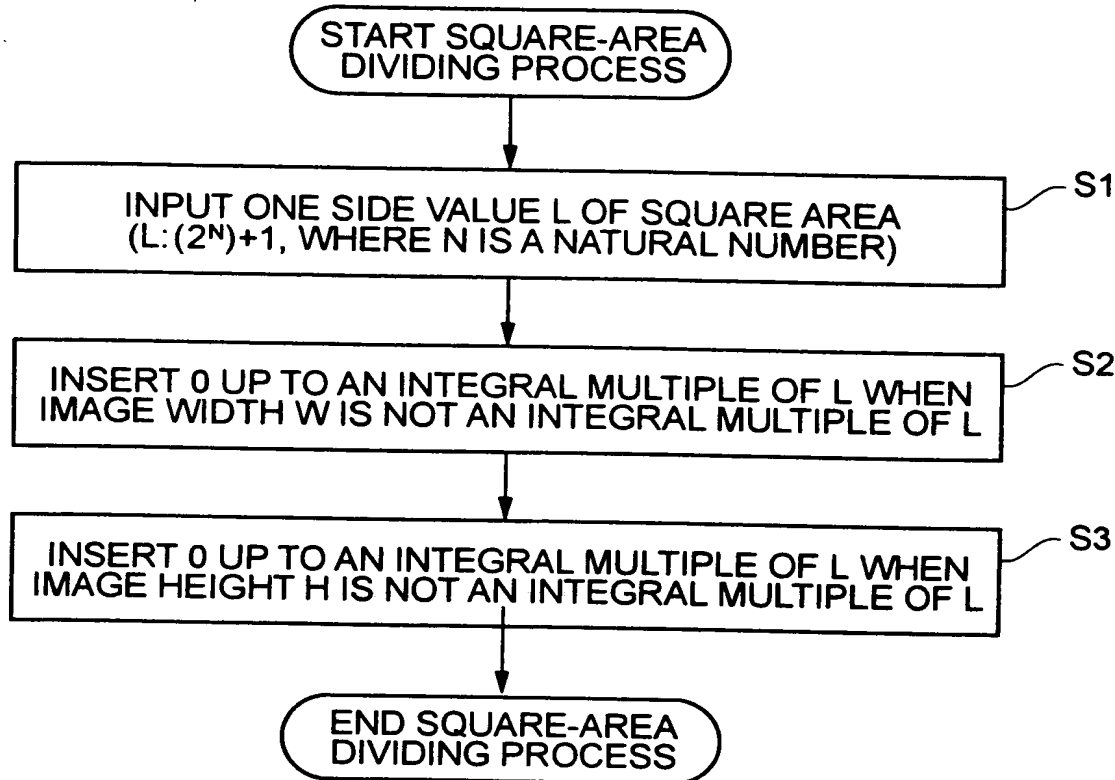 START SQUARE-AREA
DIVIDING PROCESS
S1
INPUT ONE SIDE VALUE L OF SQUARE AREA
(L:(2ᴺ)+1, WHERE N IS A NATURAL NUMBER)
S2
INSERT 0 UP TO AN INTEGRAL MULTIPLE OF L WHEN
IMAGE WIDTH W IS NOT AN INTEGRAL MULTIPLE OF L
S3
INSERT 0 UP TO AN INTEGRAL MULTIPLE OF L WHEN
IMAGE HEIGHT H IS NOT AN INTEGRAL MULTIPLE OF L
END SQUARE-AREA
DIVIDING PROCESS